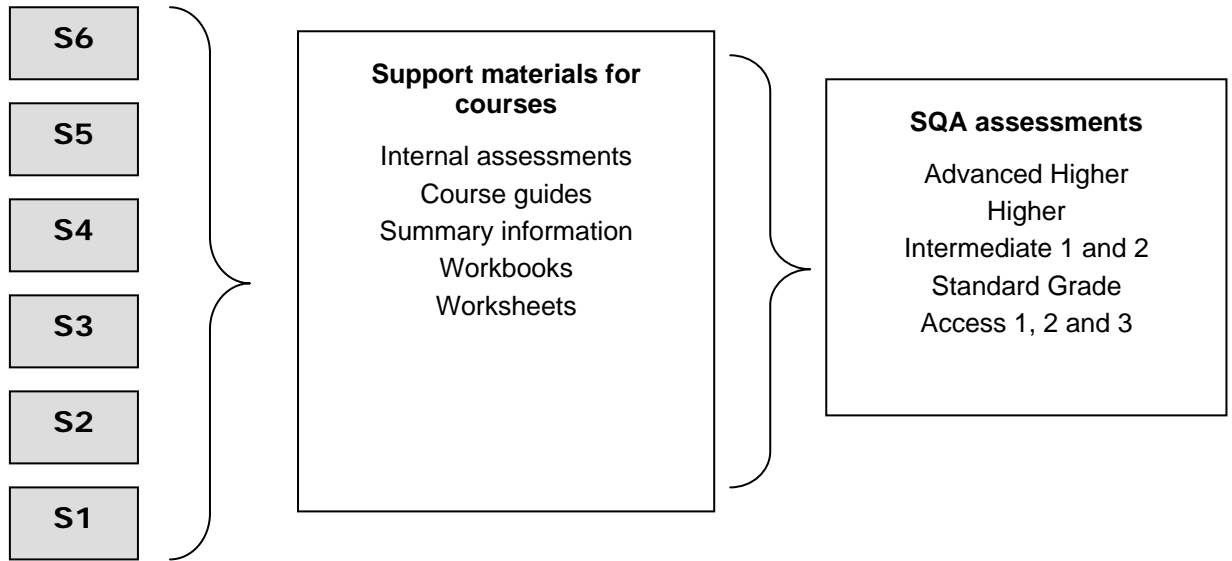 S6
S5
S4
S3
S2
S1
Support materials for
courses
Internal assessments
Course guides
Summary information
Workbooks
Worksheets
SQA assessments
Advanced Higher
Higher
Intermediate 1 and 2
Standard Grade
Access 1, 2 and 3